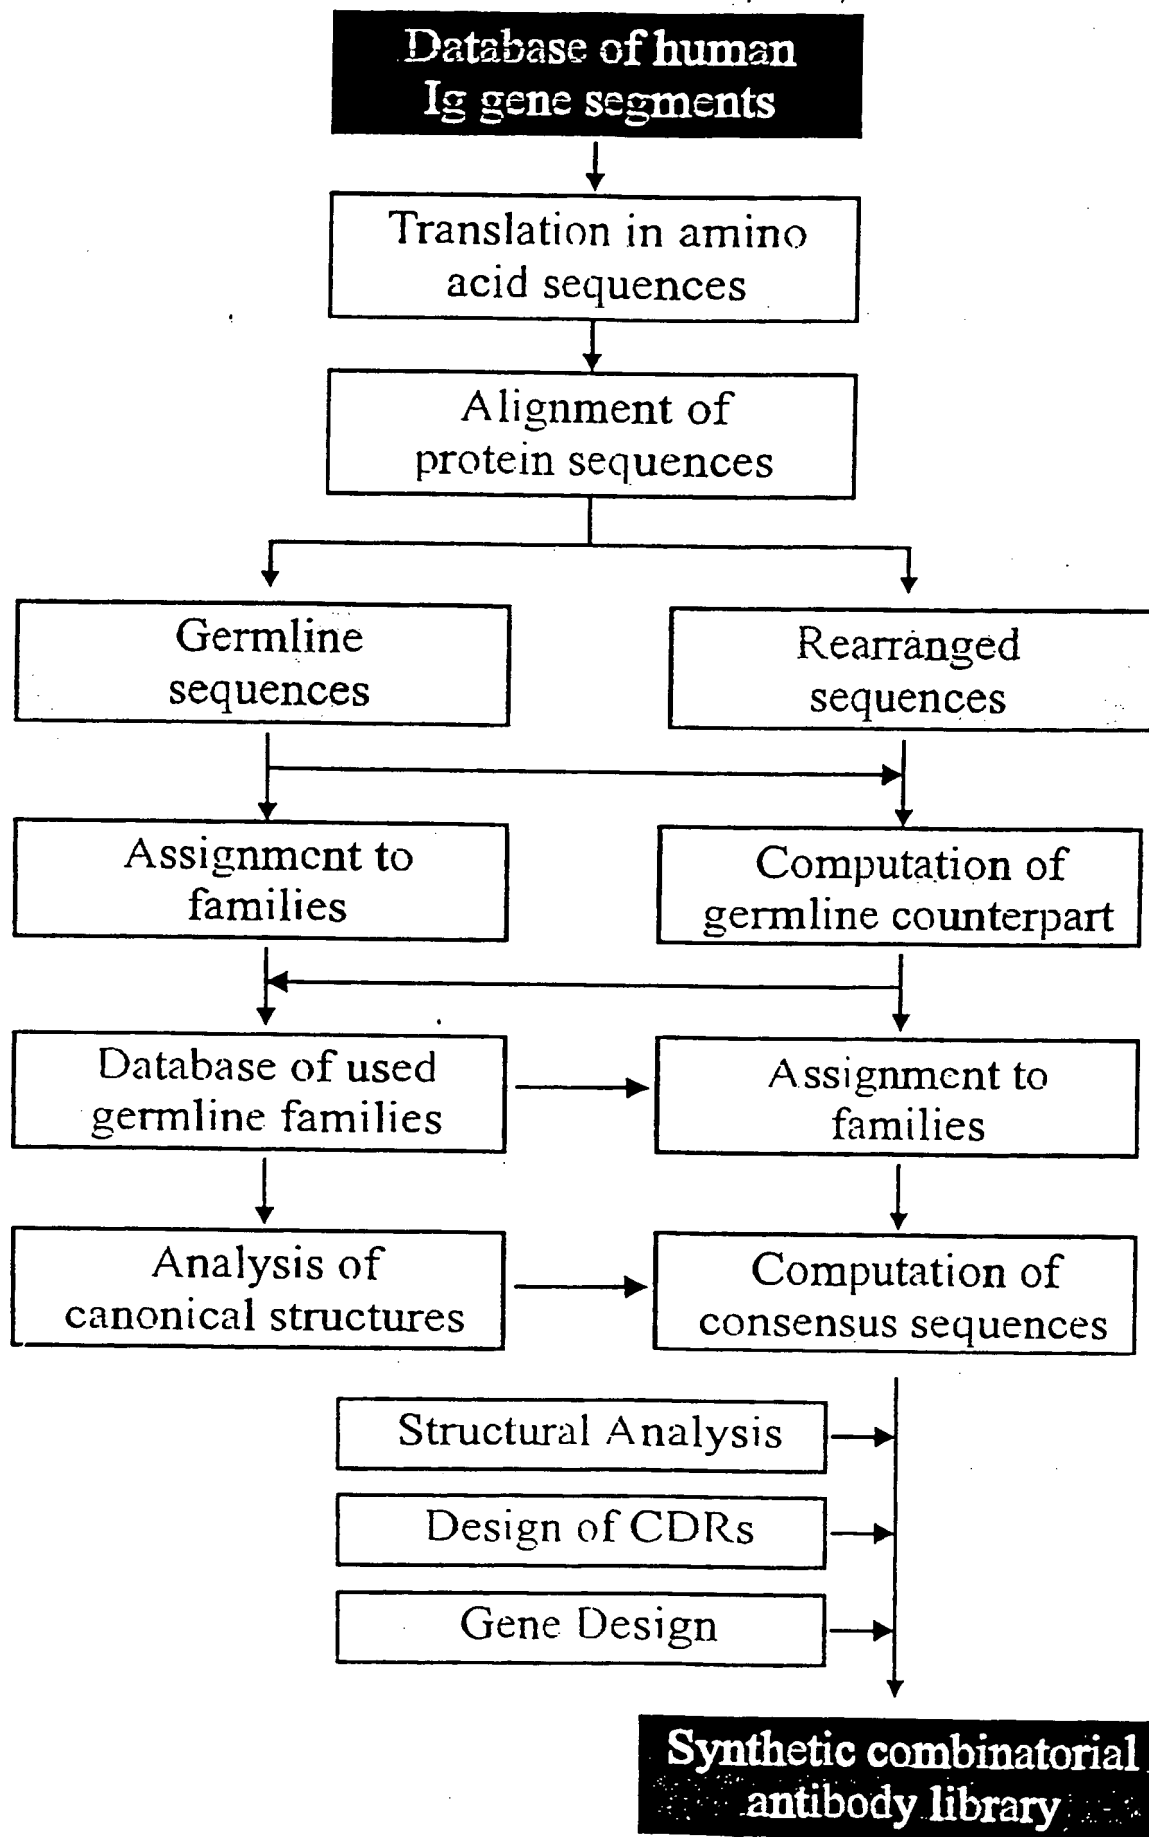 Database of human
Ig gene segments
Translation in amino
acid sequences
Alignment of
protein sequences
Germline
sequences
Rearranged
sequences
Assignment to
families
Computation of
germline counterpart
Database of used
germline families
Assignment to
families
Analysis of
canonical structures
Computation of
consensus sequences
Structural Analysis
Design of CDRs
Gene Design
Synthetic combinatorial
antibody library